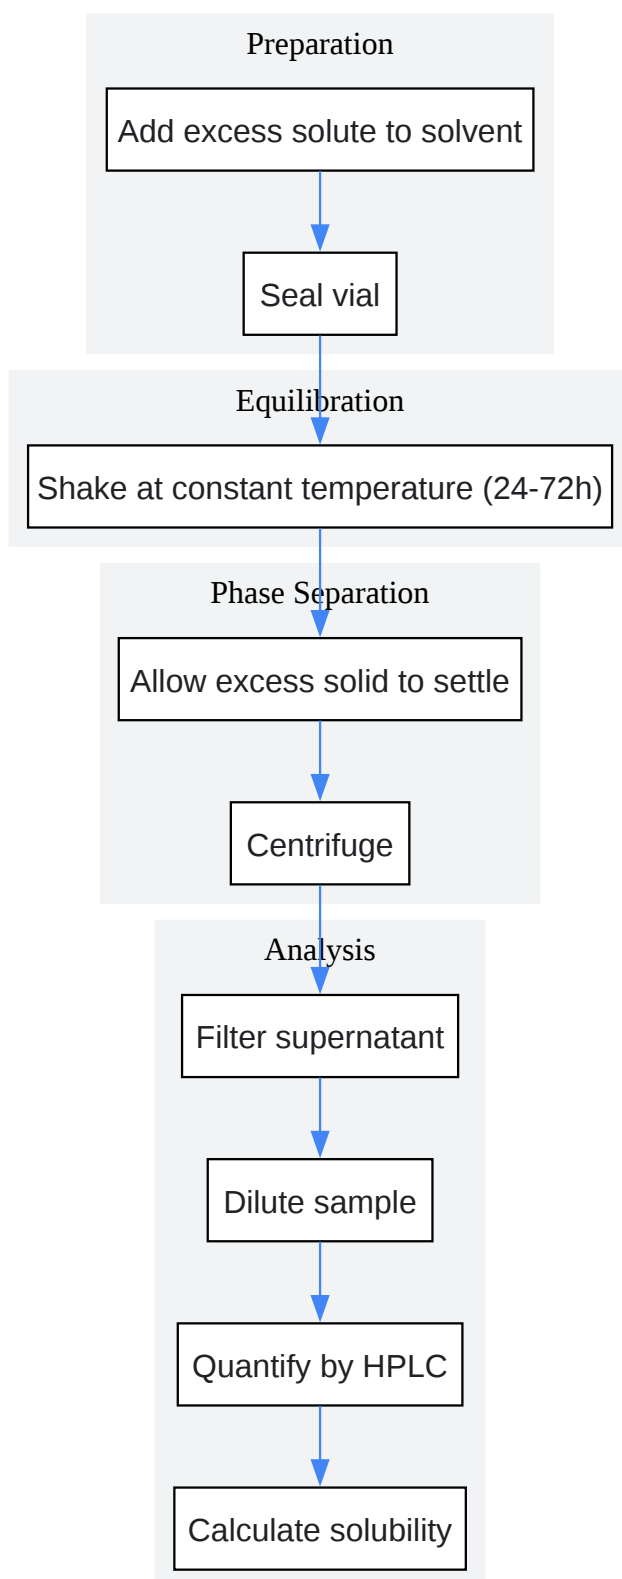 Preparation
Add excess solute to solvent
Seal vial
Equilibration
Shake at constant temperature (24-72h)
Phase Separation
Allow excess solid to settle
Centrifuge
Analysis
Filter supernatant
Dilute sample
Quantify by HPLC
Calculate solubility